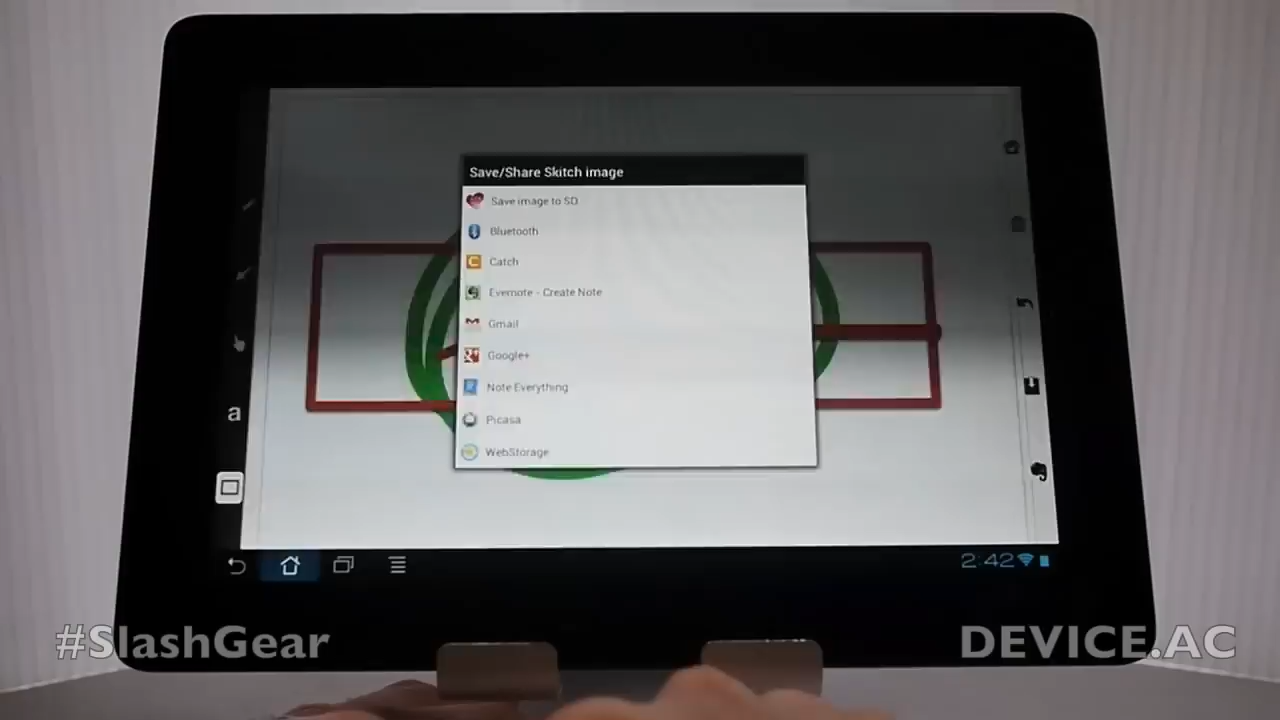 Save/Share Skitch image
Save image to SD
Bluetooth
Catch
Evernote - Create Note
Gmail
Google+
Note Everything
Picasa
WebStorage
a
2:42
#SlashGear
DEVICE.AC